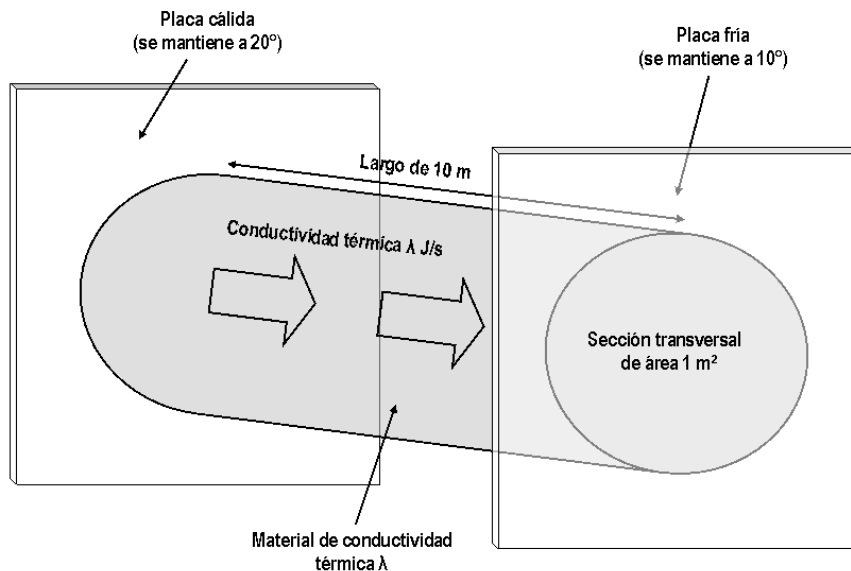 Placa cálida
(se mantiene a 20°)
Placa fría
(se mantiene a 10°)
Largo de 10 m
Conductividad térmica λ J/s
Sección transversal
de área 1 m²
Material de conductividad
térmica λ